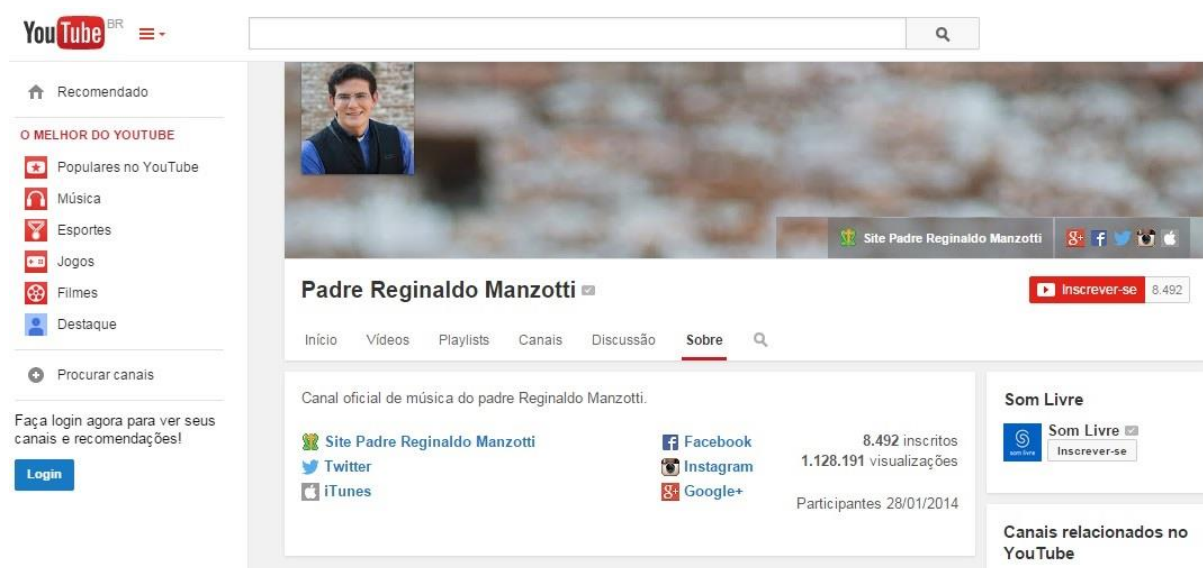 YouTube BR
Recomendado
O MELHOR DO YOUTUBE
Populares no YouTube
Música
Esportes
Jogos
Filmes
Destaque
Procurar canais
Faça login agora para ver seus
canais e recomendações!
Login
Site Padre Reginaldo Manzotti
Padre Reginaldo Manzotti
Inscrever-se 8.492
Início Vídeos Playlists Canais Discussão Sobre
Canal oficial de música do padre Reginaldo Manzotti.
Site Padre Reginaldo Manzotti Facebook 8.492 inscritos
Twitter Instagram 1.128.191 visualizações
iTunes Google+
Participantes 28/01/2014
Som Livre
Som Livre
Inscrever-se
Canais relacionados no
YouTube